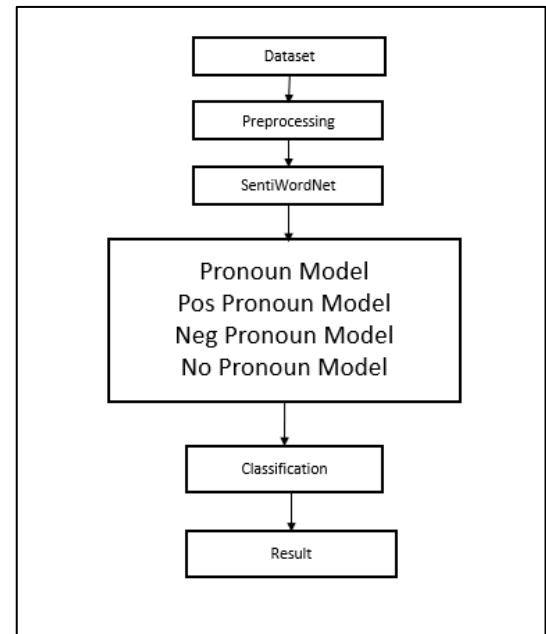 Dataset
Preprocessing
SentiWordNet
Pronoun Model
Pos Pronoun Model
Neg Pronoun Model
No Pronoun Model
Classification
Result